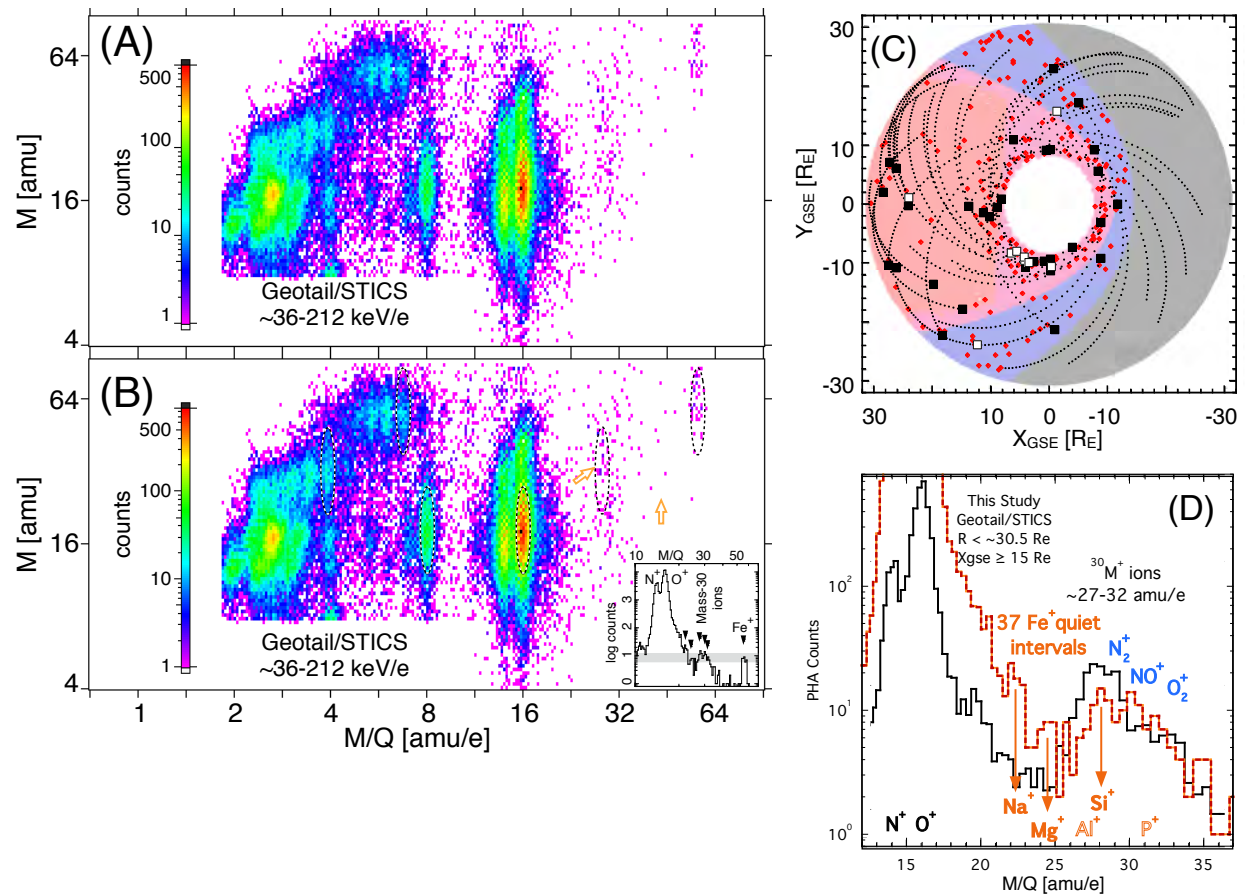 (A)
64
16
4
M [amu]
counts
500
100
10
1
Geotail/STICS
~36-212 keV/e
(B)
64
16
4
M [amu]
counts
500
100
10
1
Geotail/STICS
~36-212 keV/e
10 M/Q 30 50
N⁺ O⁺
Mass-30
ions
Fe⁺
log counts
3
2
1
0
1 2 4 8 16 32 64
M/Q [amu/e]
(C)
30
10
0
-10
-30
Y_GSE [R_E]
30 10 0 -10 -30
X_GSE [R_E]
(D)
This Study
Geotail/STICS
R < ~30.5 Re
Xgse ≥ 15 Re
³⁰M⁺ ions
~27-32 amu/e
37 Fe⁺quiet
intervals
N₂⁺
NO⁺
O₂⁺
Na⁺
Mg⁺
Al⁺
Si⁺
P⁺
N⁺ O⁺
10²
10¹
10⁰
PHA Counts
15 20 25 30 35
M/Q [amu/e]